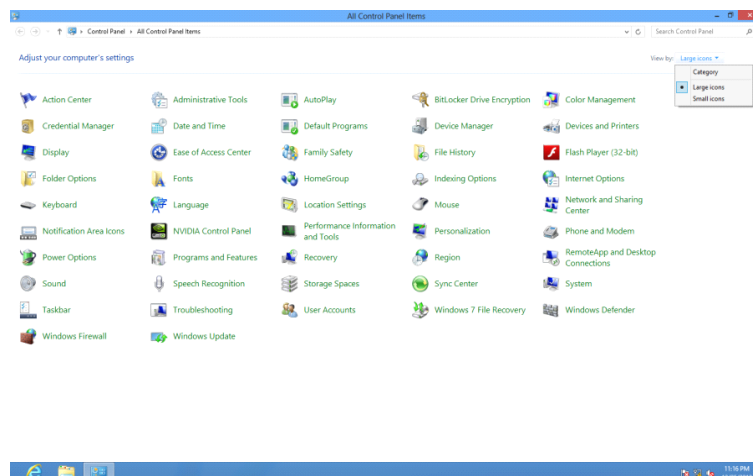 All Control Panel Items
Control Panel All Control Panel Items
Search Control Panel
Adjust your computer's settings
View by: Large icons
Category
Large icons
Small icons
Action Center Administrative Tools AutoPlay BitLocker Drive Encryption Color Management
Credential Manager Date and Time Default Programs Device Manager Devices and Printers
Display Ease of Access Center Family Safety File History Flash Player (32-bit)
Folder Options Fonts HomeGroup Indexing Options Internet Options
Keyboard Language Location Settings Mouse Network and Sharing
Center
Notification Area Icons NVIDIA Control Panel Performance Information
and Tools
Personalization Phone and Modem
Power Options Programs and Features Recovery Region RemoteApp and Desktop
Connections
Sound Speech Recognition Storage Spaces Sync Center System
Taskbar Troubleshooting User Accounts Windows 7 File Recovery Windows Defender
Windows Firewall Windows Update
11:16 PM